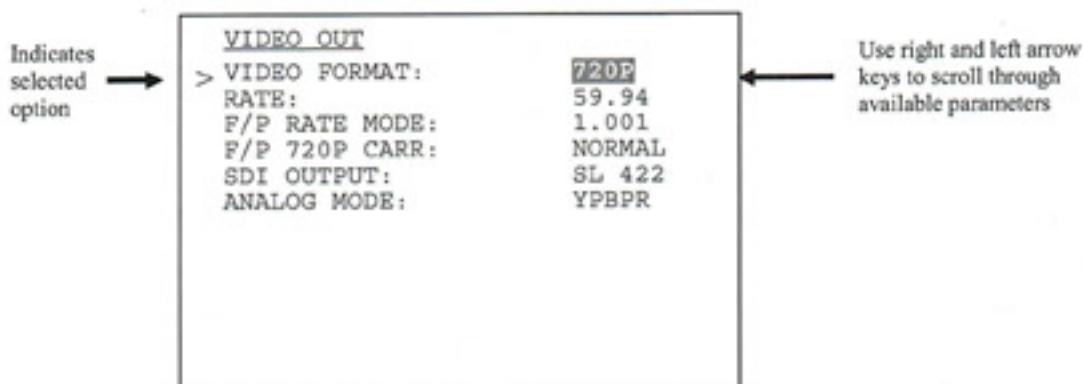 Indicates
selected
option
VIDEO OUT
> VIDEO FORMAT: 720P
RATE: 59.94
F/P RATE MODE: 1.001
F/P 720P CARR: NORMAL
SDI OUTPUT: SL 422
ANALOG MODE: YPBPR
Use right and left arrow
keys to scroll through
available parameters